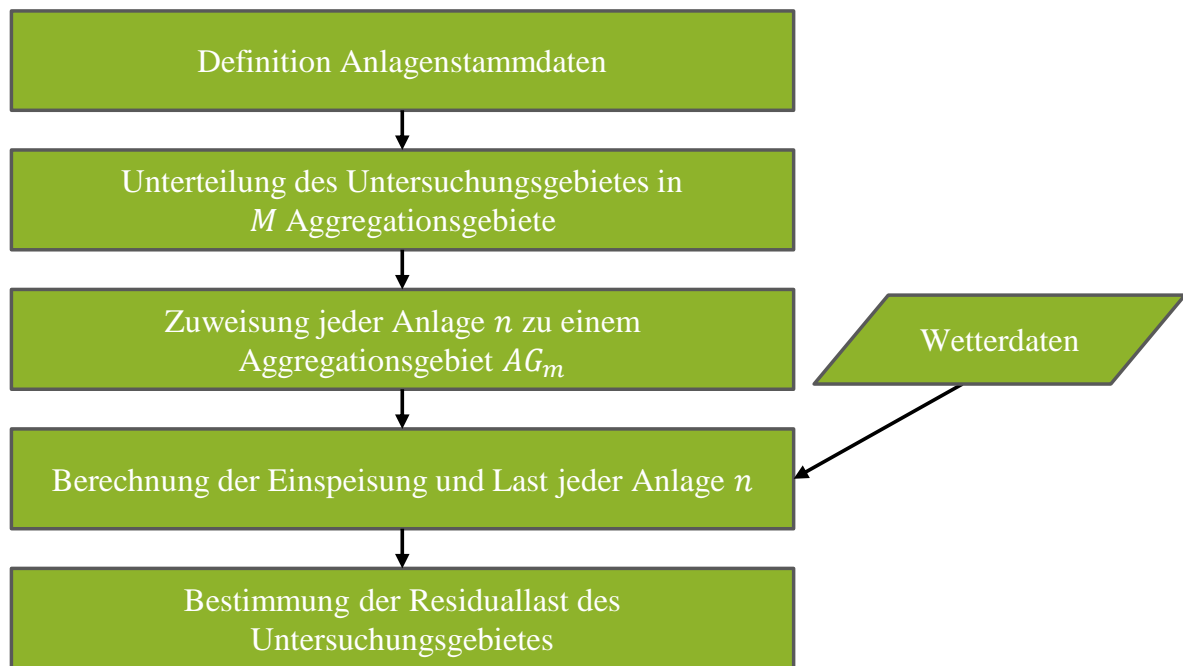 Definition Anlagenstammdaten
Unterteilung des Untersuchungsgebietes in
M Aggregationsgebiete
Zuweisung jeder Anlage n zu einem
Aggregationsgebiet AGₘ
Wetterdaten
Berechnung der Einspeisung und Last jeder Anlage n
Bestimmung der Residuallast des
Untersuchungsgebietes